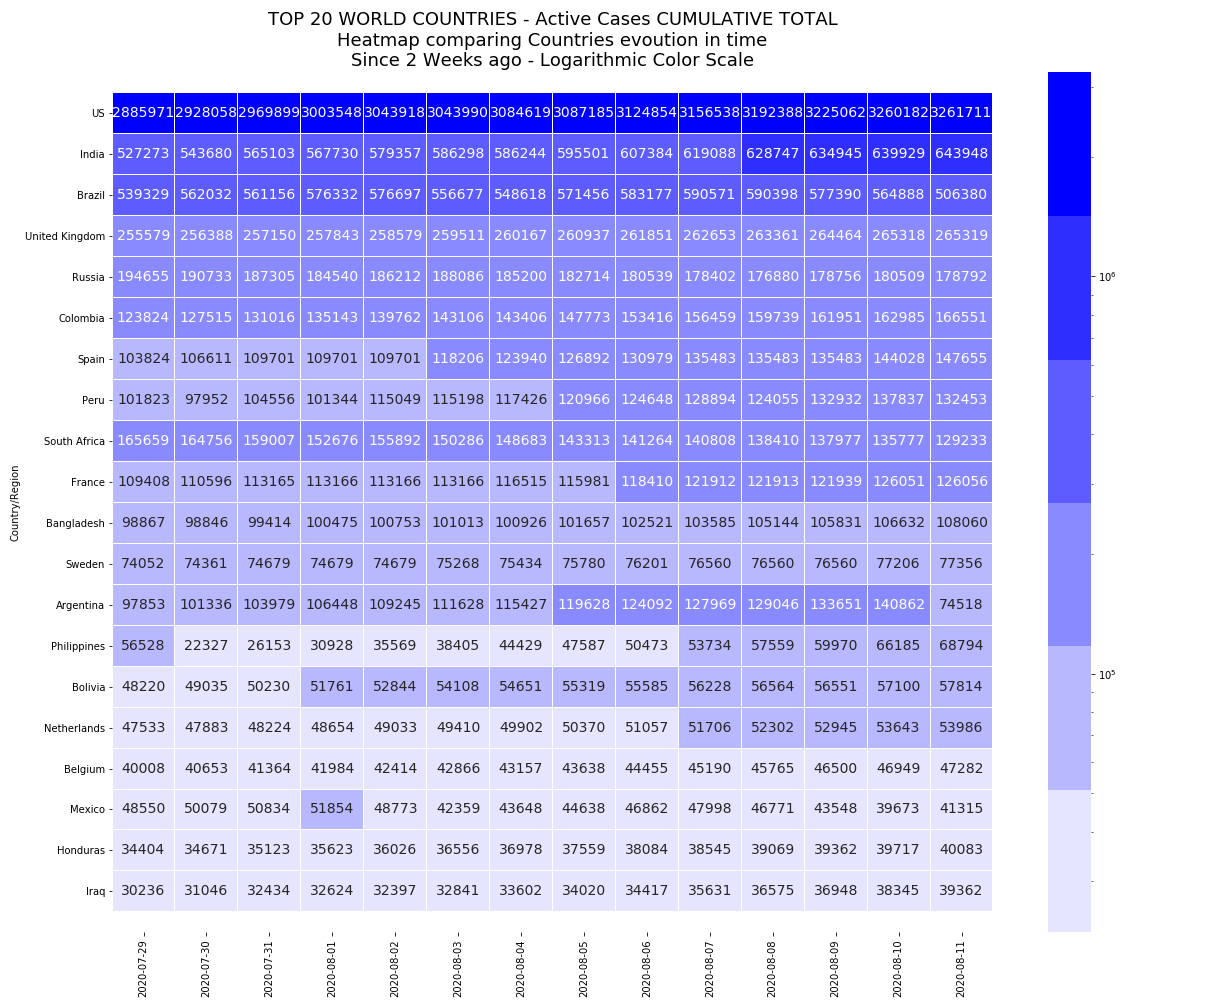 TOP 20 WORLD COUNTRIES - Active Cases CUMULATIVE TOTAL
Heatmap comparing Countries evoution in time
Since 2 Weeks ago - Logarithmic Color Scale
US 2885971 2928058 2969899 3003548 3043918 3043990 3084619 3087185 3124854 3156538 3192388 3225062 3260182 3261711
India 527273 543680 565103 567730 579357 586298 586244 595501 607384 619088 628747 634945 639929 643948
Brazil 539329 562032 561156 576332 576697 556677 548618 571456 583177 590571 590398 577390 564888 506380
United Kingdom 255579 256388 257150 257843 258579 259511 260167 260937 261851 262653 263361 264464 265318 265319
Russia 194655 190733 187305 184540 186212 188086 185200 182714 180539 178402 176880 178756 180509 178792
Colombia 123824 127515 131016 135143 139762 143106 143406 147773 153416 156459 159739 161951 162985 166551
Spain 103824 106611 109701 109701 109701 118206 123940 126892 130979 135483 135483 135483 144028 147655
Peru 101823 97952 104556 101344 115049 115198 117426 120966 124648 128894 124055 132932 137837 132453
South Africa 165659 164756 159007 152676 155892 150286 148683 143313 141264 140808 138410 137977 135777 129233
France 109408 110596 113165 113166 113166 113166 116515 115981 118410 121912 121913 121939 126051 126056
Bangladesh 98867 98846 99414 100475 100753 101013 100926 101657 102521 103585 105144 105831 106632 108060
Sweden 74052 74361 74679 74679 74679 75268 75434 75780 76201 76560 76560 76560 77206 77356
Argentina 97853 101336 103979 106448 109245 111628 115427 119628 124092 127969 129046 133651 140862 74518
Philippines 56528 22327 26153 30928 35569 38405 44429 47587 50473 53734 57559 59970 66185 68794
Bolivia 48220 49035 50230 51761 52844 54108 54651 55319 55585 56228 56564 56551 57100 57814
Netherlands 47533 47883 48224 48654 49033 49410 49902 50370 51057 51706 52302 52945 53643 53986
Belgium 40008 40653 41364 41984 42414 42866 43157 43638 44455 45190 45765 46500 46949 47282
Mexico 48550 50079 50834 51854 48773 42359 43648 44638 46862 47998 46771 43548 39673 41315
Honduras 34404 34671 35123 35623 36026 36556 36978 37559 38084 38545 39069 39362 39717 40083
Iraq 30236 31046 32434 32624 32397 32841 33602 34020 34417 35631 36575 36948 38345 39362
2020-07-29 2020-07-30 2020-07-31 2020-08-01 2020-08-02 2020-08-03 2020-08-04 2020-08-05 2020-08-06 2020-08-07 2020-08-08 2020-08-09 2020-08-10 2020-08-11
Country/Region
10⁶
10⁵